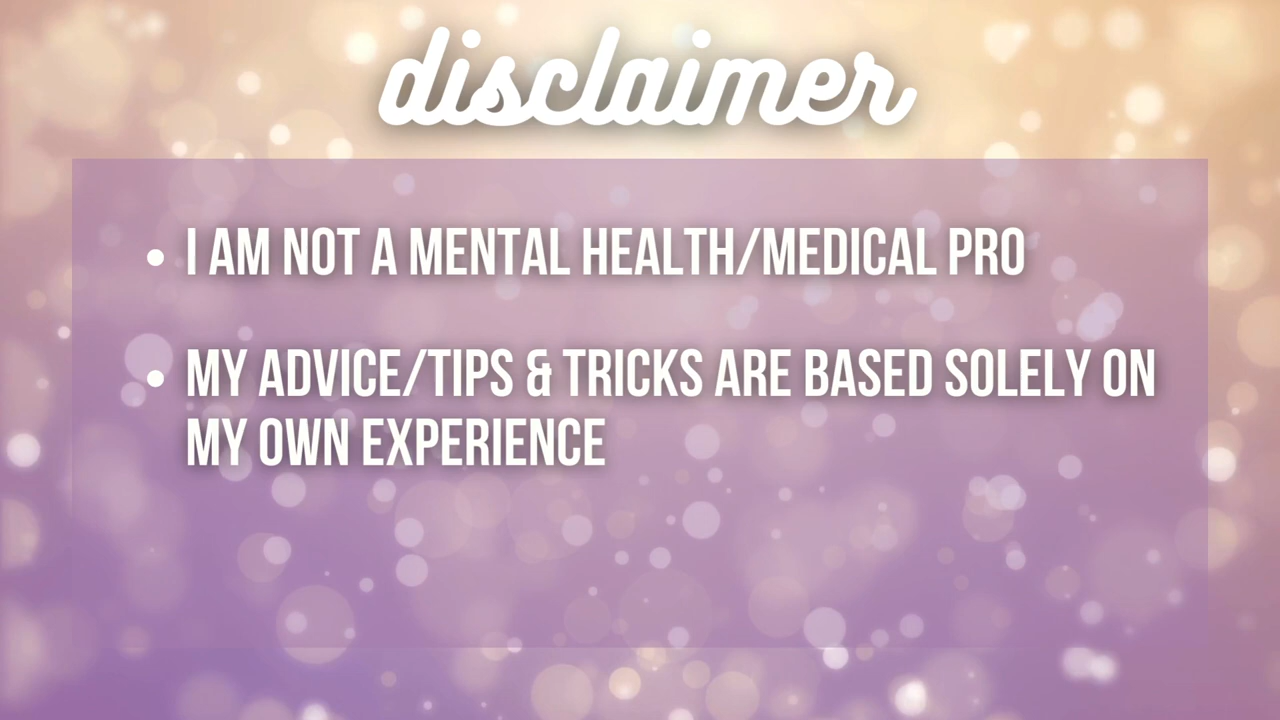 disclaimer
• I AM NOT A MENTAL HEALTH/MEDICAL PRO
• MY ADVICE/TIPS & TRICKS ARE BASED SOLELY ON
MY OWN EXPERIENCE